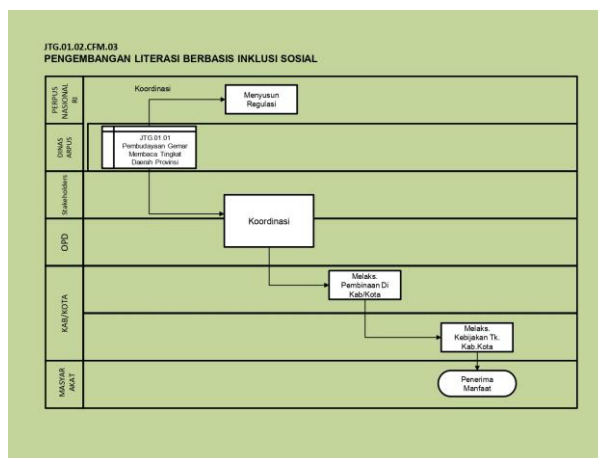 JTG.01.02.CFM.03
PENGEMBANGAN LITERASI BERBASIS INKLUSI SOSIAL
PERPUS
NASIONAL
RI
Koordinasi
Menyusun
Regulasi
DINAS
ARPUS
JTG.01.01
Pembudayaan Gemar
Membaca Tingkat
Daerah Provinsi
Stakeholders
Koordinasi
OPD
KAB/KOTA
Melaks.
Pembinaan Di
Kab/Kota
Melaks.
Kebijakan Tk.
Kab.Kota
MASYAR
AKAT
Penerima
Manfaat